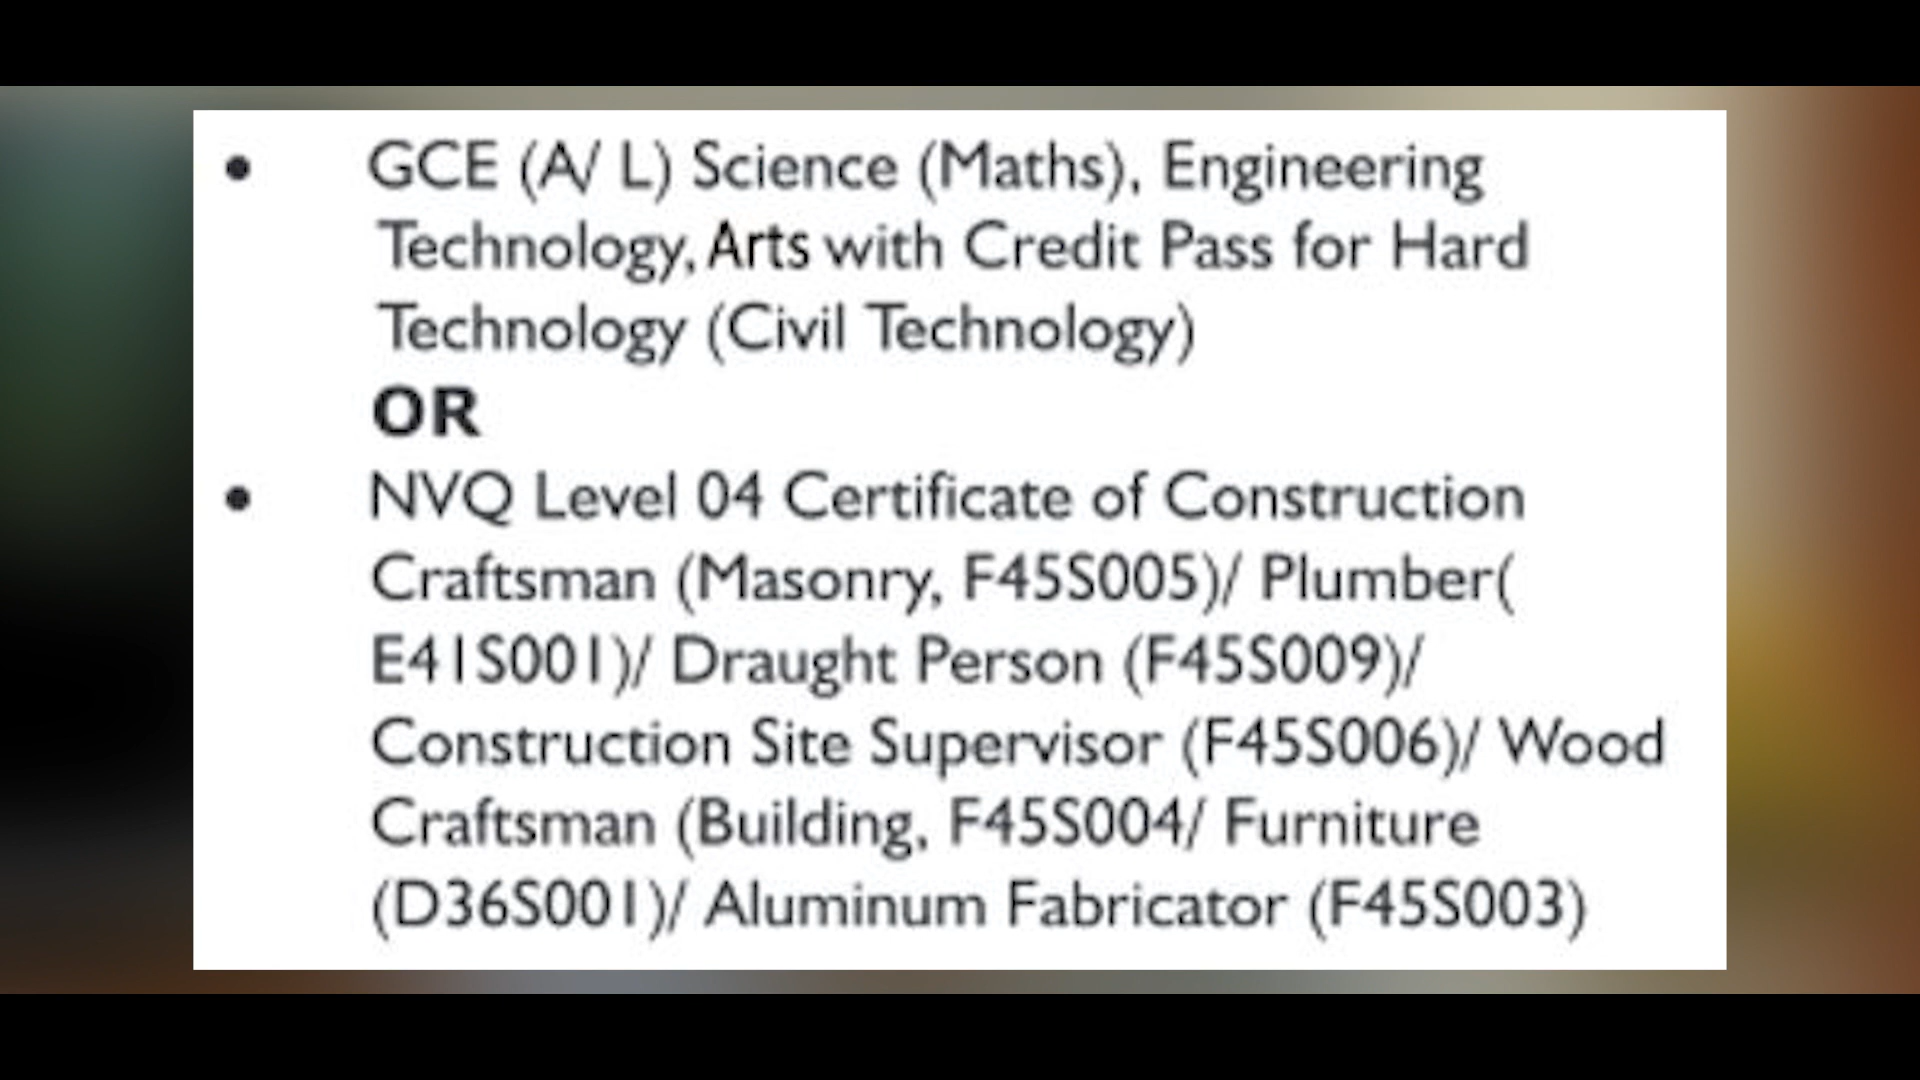 • GCE (A/ L) Science (Maths), Engineering
Technology, Arts with Credit Pass for Hard
Technology (Civil Technology)
OR
• NVQ Level 04 Certificate of Construction
Craftsman (Masonry, F45S005)/ Plumber(
E41S001)/ Draught Person (F45S009)/
Construction Site Supervisor (F45S006)/ Wood
Craftsman (Building, F45S004/ Furniture
(D36S001)/ Aluminum Fabricator (F45S003)